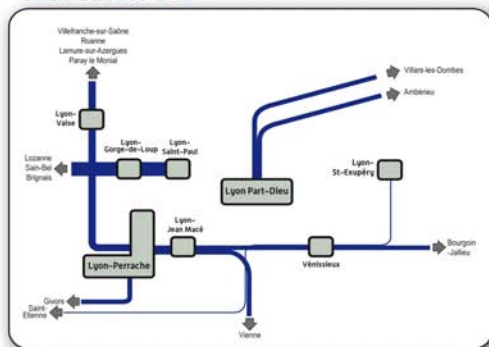 Villefranche-sur-Saône
Roanne
Lamure-sur-Azergues
Paray le Monial
Villars-les-Dombes
Ambérieu
Lyon-
Vaise
Lyon-
Gorge-de-Loup
Lyon-
Saint-Paul
Lozanne
Sain-Bel
Brignais
Lyon Part-Dieu
Lyon-
St-Exupéry
Lyon-
Jean Macé
Lyon-Perrache
Vénissieux
Bourgoin
-Jallieu
Givors
Saint-
Etienne
Vienne